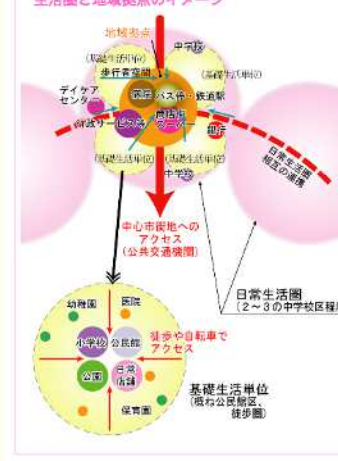 生活圏と地域拠点のイメージ
地域拠点
中学校
(基礎生活単位)
歩行者空間
(基礎生活単位)
デイケア
センター
バス停・鉄道駅
行政サービス等
商店街
スーパー
銀行
(基礎生活単位)
(基礎生活単位)
中学校
日常生活圏
相互の連携
中心市街地への
アクセス
(公共交通機関)
日常生活圏
(2〜3の中学校区程度
幼稚園
医院
小学校
公民館
徒歩や自転車で
アクセス
公園
日常
店舗
保育園
基礎生活単位
(概ね公民館区、
徒歩圏)